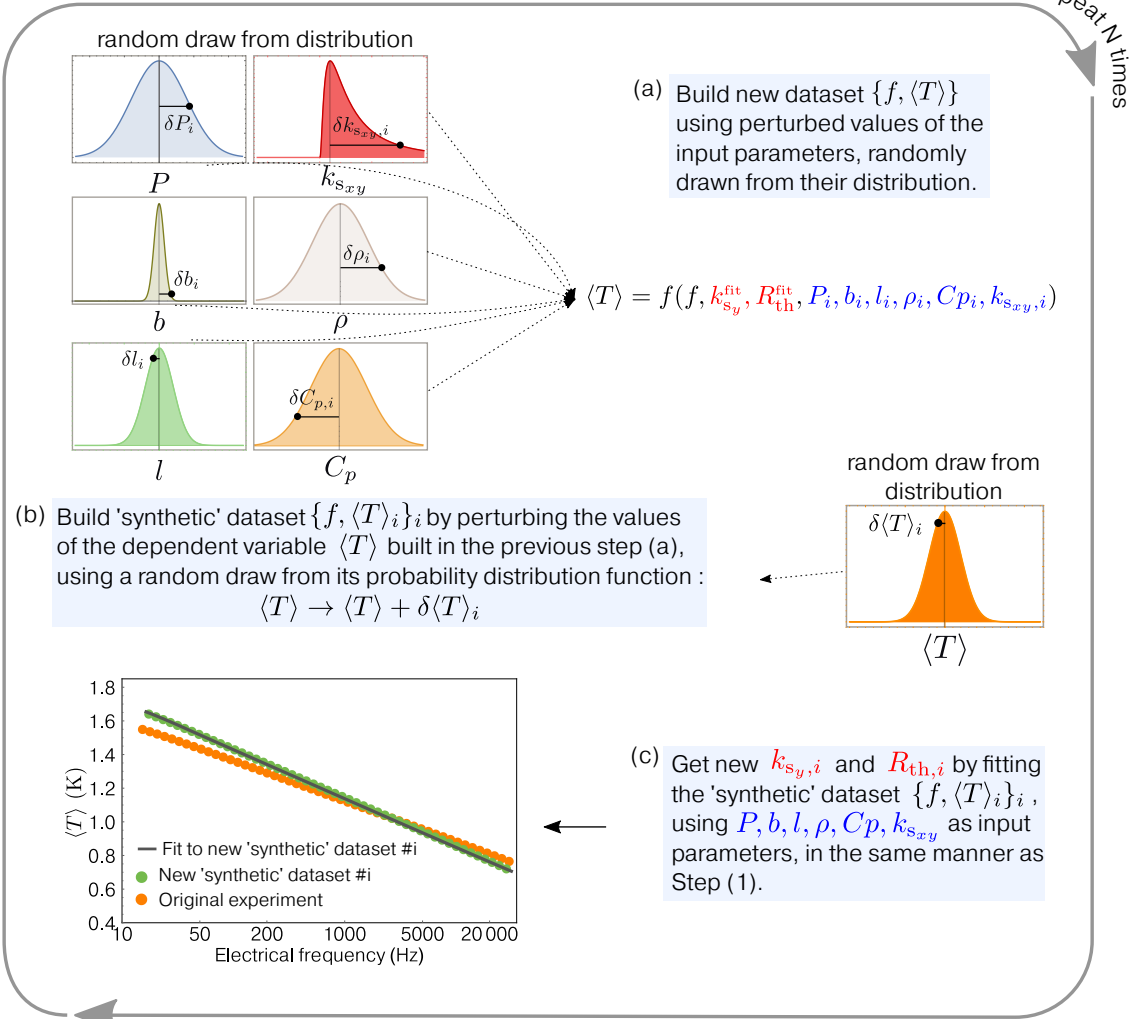 peat N times
random draw from distribution
δP_i
δk_{s_{xy},i}
P
k_{s_{xy}}
δb_i
δρ_i
b
ρ
δl_i
δC_{p,i}
l
C_p
(a) Build new dataset {f, ⟨T⟩}
using perturbed values of the
input parameters, randomly
drawn from their distribution.
⟨T⟩ = f(f, k_{s_y}^{fit}, R_{th}^{fit}, P_i, b_i, l_i, ρ_i, Cp_i, k_{s_{xy},i})
random draw from
distribution
δ⟨T⟩_i
⟨T⟩
(b) Build 'synthetic' dataset {f, ⟨T⟩_i}_i by perturbing the values
of the dependent variable ⟨T⟩ built in the previous step (a),
using a random draw from its probability distribution function :
⟨T⟩ → ⟨T⟩ + δ⟨T⟩_i
1.8
1.6
1.4
1.2
1.0
0.8
0.6
0.4
⟨T⟩ (K)
Fit to new 'synthetic' dataset #i
New 'synthetic' dataset #i
Original experiment
10 50 200 1000 5000 20 000
Electrical frequency (Hz)
(c) Get new k_{s_y,i} and R_{th,i} by fitting
the 'synthetic' dataset {f, ⟨T⟩_i}_i ,
using P, b, l, ρ, Cp, k_{s_{xy}} as input
parameters, in the same manner as
Step (1).